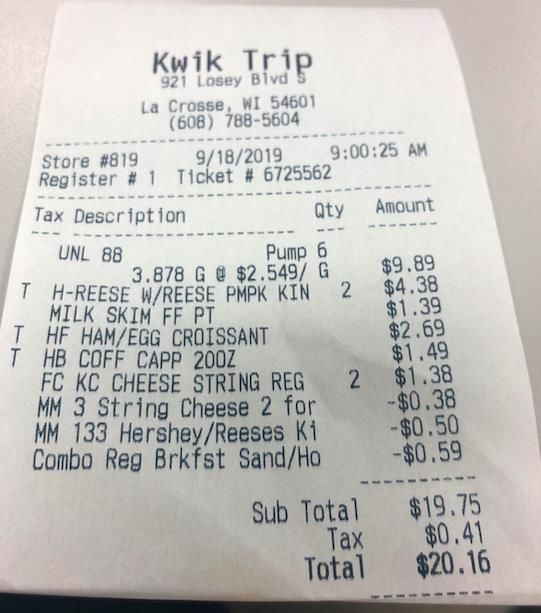 Kwik Trip
921 Losey Blvd S
La Crosse, WI 54601
(608) 788-5604
Store #819 9/18/2019 9:00:25 AM
Register # 1 Ticket # 6725562
Tax Description Qty Amount
UNL 88 Pump 6
3.878 G @ $2.549/ G $9.89
T H-REESE W/REESE PMPK KIN 2 $4.38
MILK SKIM FF PT $1.39
T HF HAM/EGG CROISSANT $2.69
T HB COFF CAPP 20OZ $1.49
FC KC CHEESE STRING REG 2 $1.38
MM 3 String Cheese 2 for -$0.38
MM 133 Hershey/Reeses Ki -$0.50
Combo Reg Brkfst Sand/Ho -$0.59
Sub Total $19.75
Tax $0.41
Total $20.16